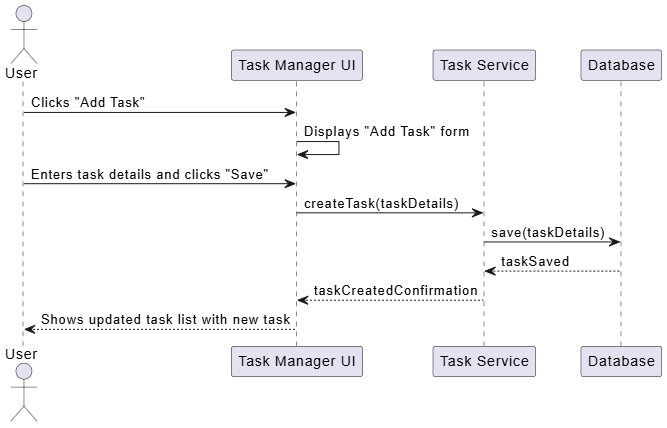 User
Task Manager UI
Task Service
Database
Clicks "Add Task"
Displays "Add Task" form
Enters task details and clicks "Save"
createTask(taskDetails)
save(taskDetails)
taskSaved
taskCreatedConfirmation
Shows updated task list with new task
User
Task Manager UI
Task Service
Database